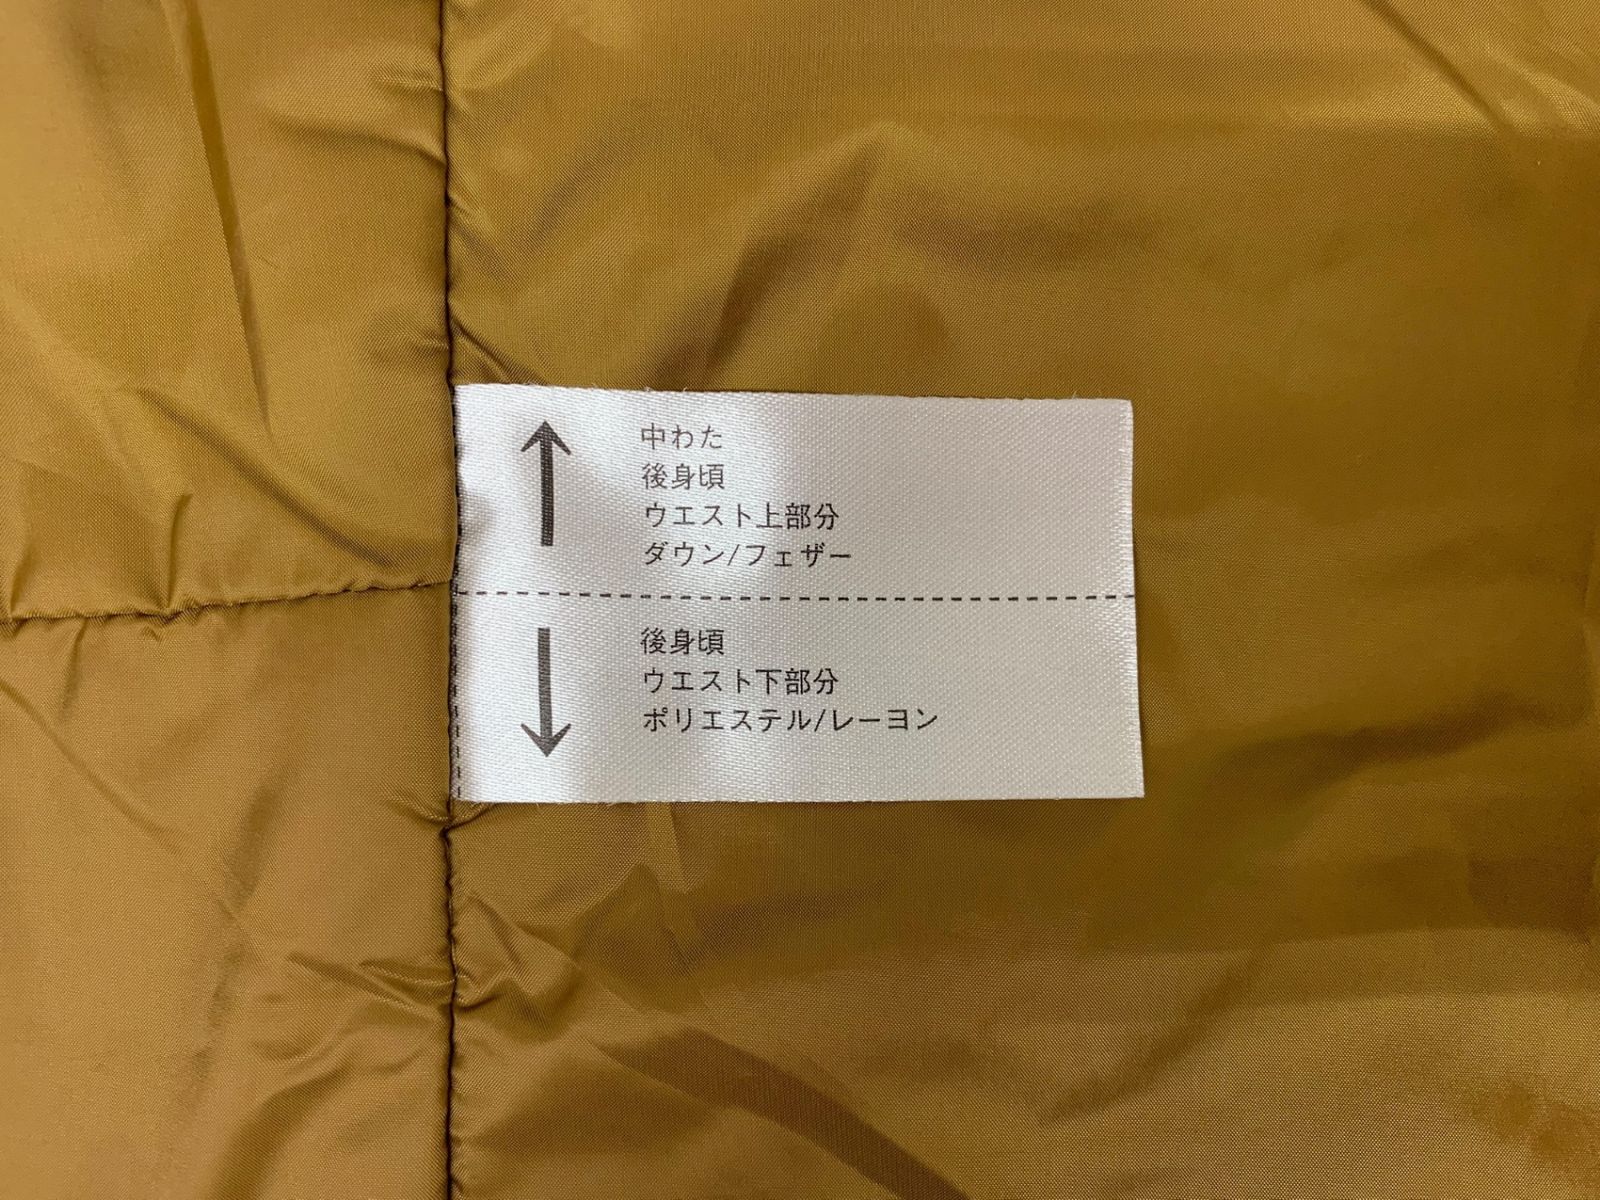 中わた
後身頃
ウエスト上部分
ダウン/フェザー
後身頃
ウエスト下部分
ポリエステル/レーヨン